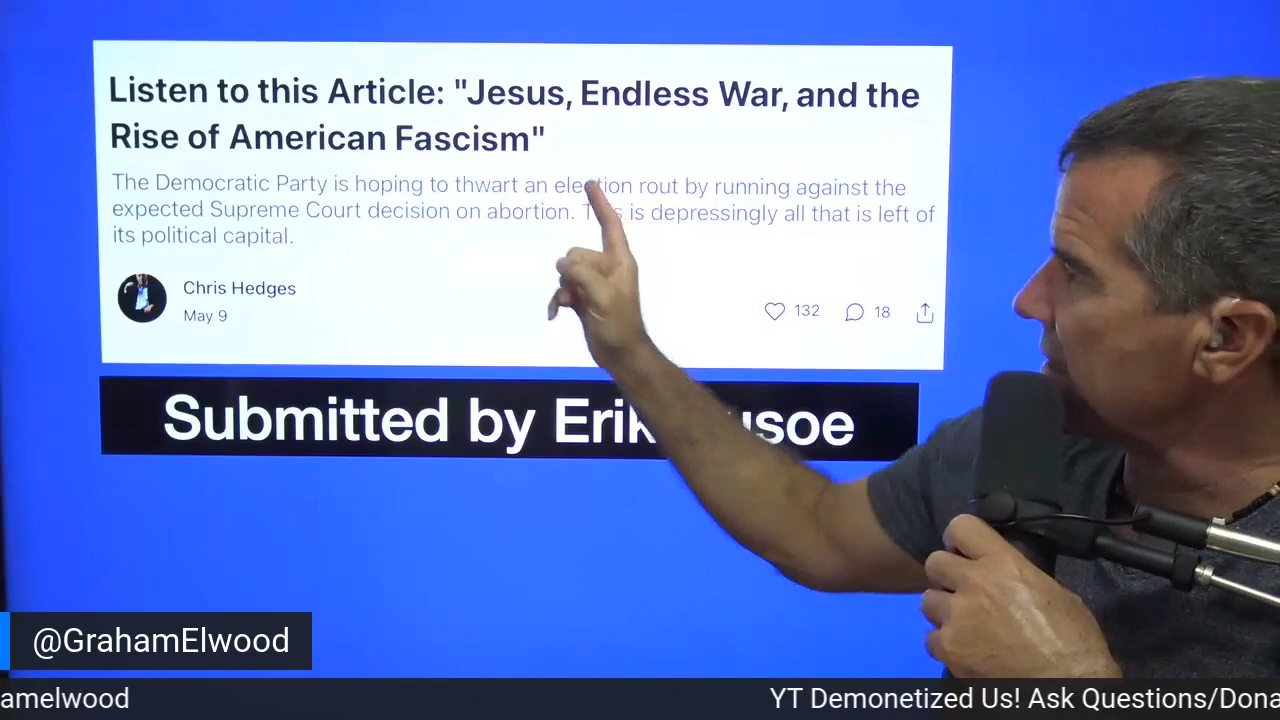 Listen to this Article: "Jesus, Endless War, and the
Rise of American Fascism"
The Democratic Party is hoping to thwart an election rout by running against the
expected Supreme Court decision on abortion. This is depressingly all that is left of
its political capital.
Chris Hedges
May 9
132 18
Submitted by Erik
@GrahamElwood
amelwood YT Demonetized Us! Ask Questions/Dona